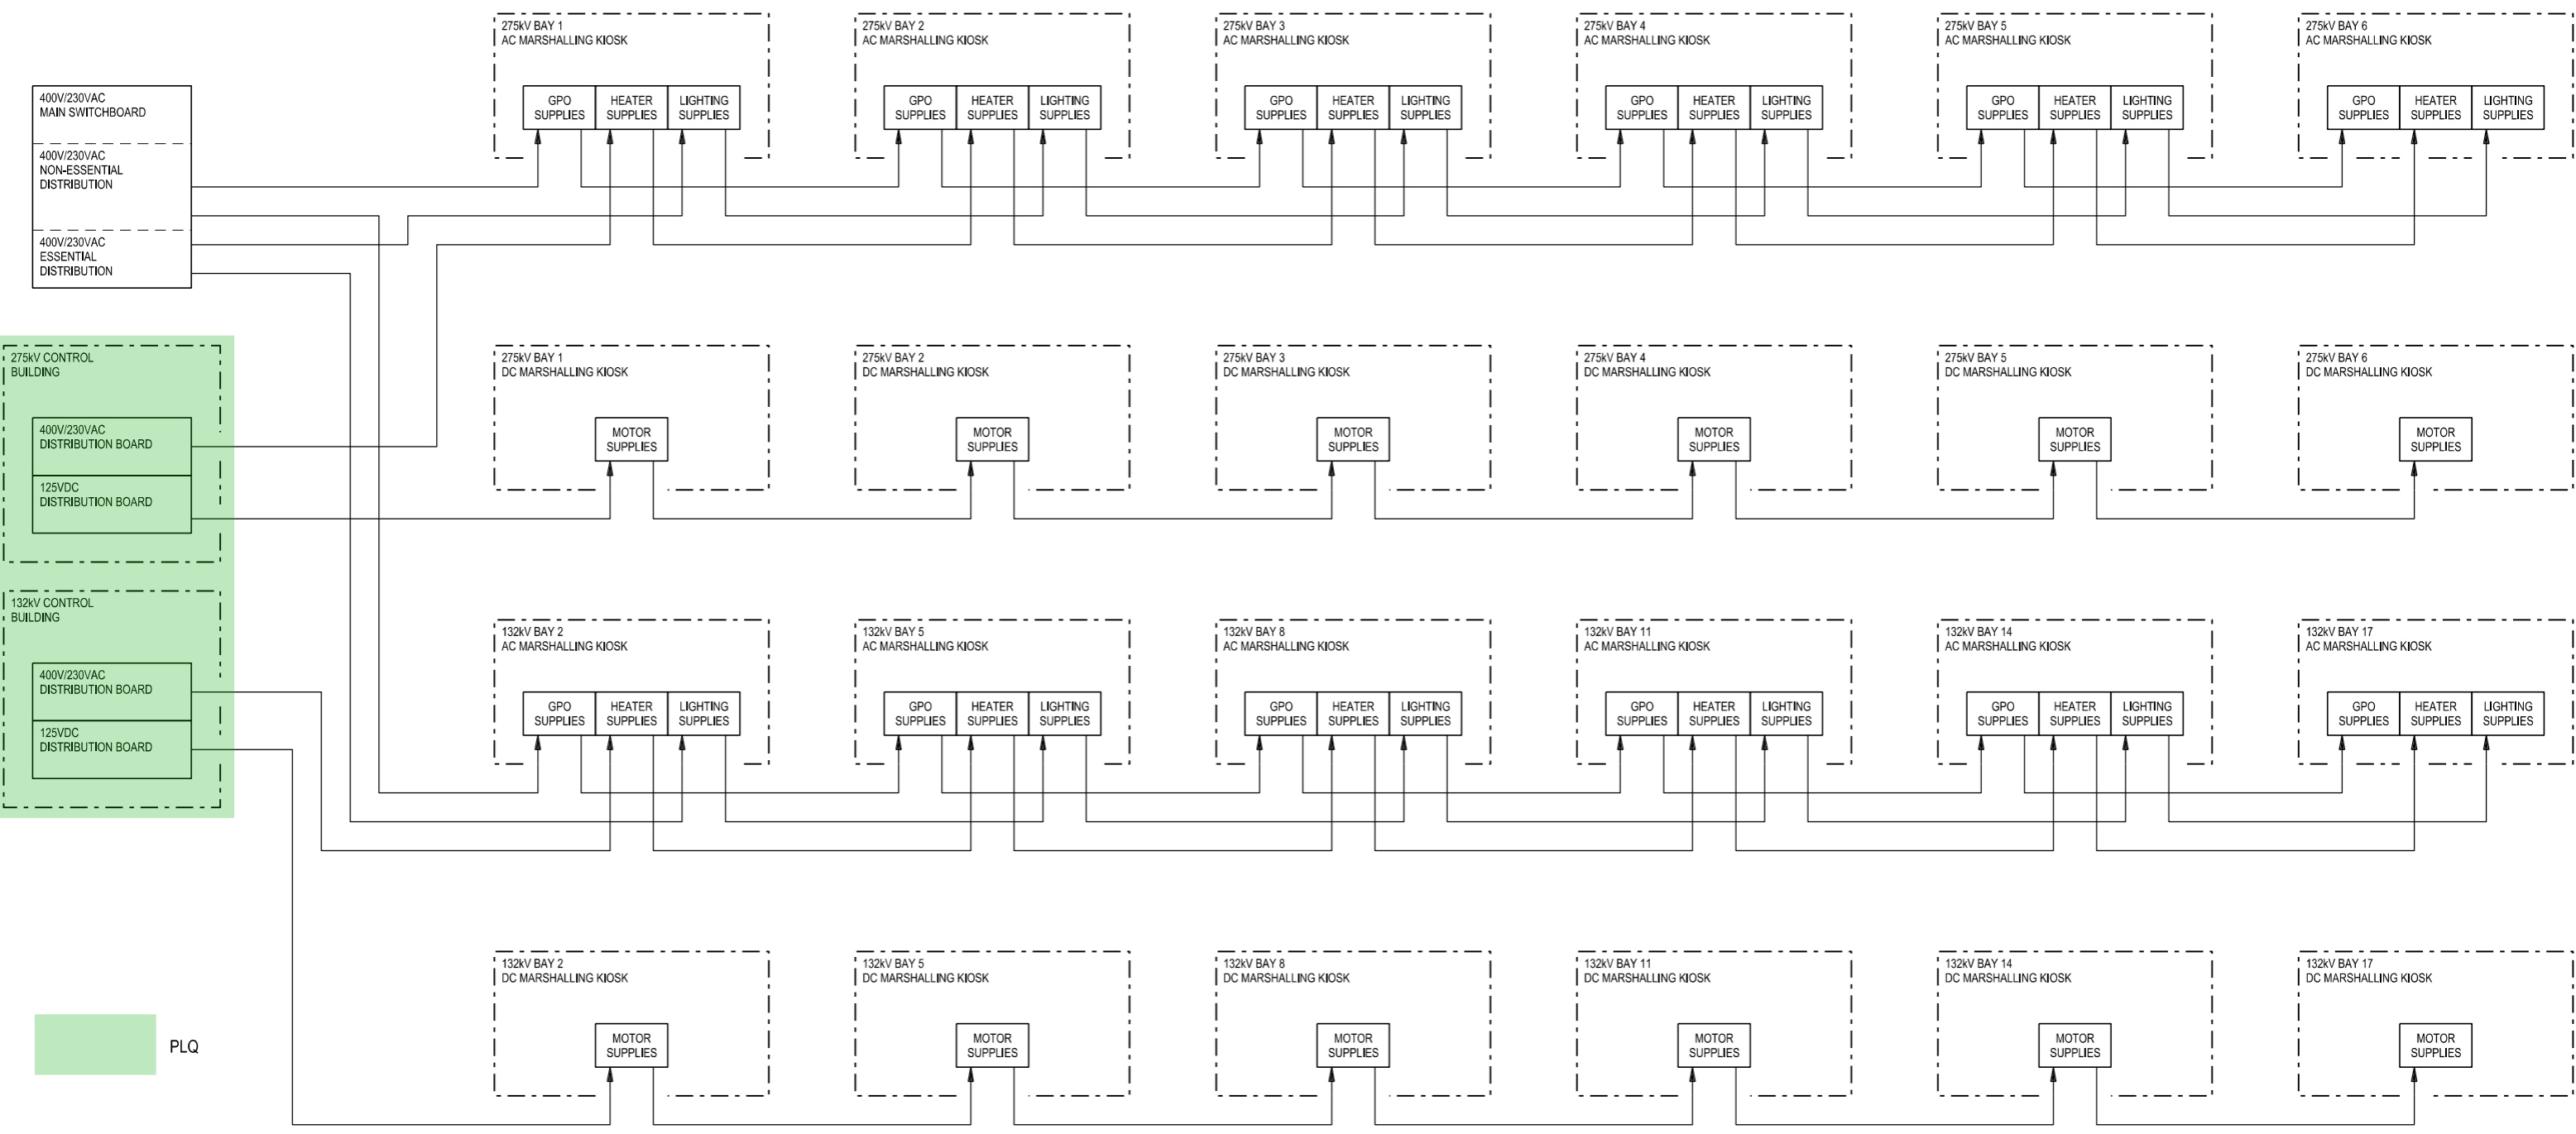 275kV BAY 1
AC MARSHALLING KIOSK
275kV BAY 2
AC MARSHALLING KIOSK
275kV BAY 3
AC MARSHALLING KIOSK
275kV BAY 4
AC MARSHALLING KIOSK
275kV BAY 5
AC MARSHALLING KIOSK
275kV BAY 6
AC MARSHALLING KIOSK
400V/230VAC
MAIN SWITCHBOARD
400V/230VAC
NON-ESSENTIAL
DISTRIBUTION
400V/230VAC
ESSENTIAL
DISTRIBUTION
GPO
SUPPLIES
HEATER
SUPPLIES
LIGHTING
SUPPLIES
GPO
SUPPLIES
HEATER
SUPPLIES
LIGHTING
SUPPLIES
GPO
SUPPLIES
HEATER
SUPPLIES
LIGHTING
SUPPLIES
GPO
SUPPLIES
HEATER
SUPPLIES
LIGHTING
SUPPLIES
GPO
SUPPLIES
HEATER
SUPPLIES
LIGHTING
SUPPLIES
GPO
SUPPLIES
HEATER
SUPPLIES
LIGHTING
SUPPLIES
275kV CONTROL
BUILDING
400V/230VAC
DISTRIBUTION BOARD
125VDC
DISTRIBUTION BOARD
275kV BAY 1
DC MARSHALLING KIOSK
MOTOR
SUPPLIES
275kV BAY 2
DC MARSHALLING KIOSK
MOTOR
SUPPLIES
275kV BAY 3
DC MARSHALLING KIOSK
MOTOR
SUPPLIES
275kV BAY 4
DC MARSHALLING KIOSK
MOTOR
SUPPLIES
275kV BAY 5
DC MARSHALLING KIOSK
MOTOR
SUPPLIES
275kV BAY 6
DC MARSHALLING KIOSK
MOTOR
SUPPLIES
132kV CONTROL
BUILDING
400V/230VAC
DISTRIBUTION BOARD
125VDC
DISTRIBUTION BOARD
132kV BAY 2
AC MARSHALLING KIOSK
GPO
SUPPLIES
HEATER
SUPPLIES
LIGHTING
SUPPLIES
132kV BAY 5
AC MARSHALLING KIOSK
GPO
SUPPLIES
HEATER
SUPPLIES
LIGHTING
SUPPLIES
132kV BAY 8
AC MARSHALLING KIOSK
GPO
SUPPLIES
HEATER
SUPPLIES
LIGHTING
SUPPLIES
132kV BAY 11
AC MARSHALLING KIOSK
GPO
SUPPLIES
HEATER
SUPPLIES
LIGHTING
SUPPLIES
132kV BAY 14
AC MARSHALLING KIOSK
GPO
SUPPLIES
HEATER
SUPPLIES
LIGHTING
SUPPLIES
132kV BAY 17
AC MARSHALLING KIOSK
GPO
SUPPLIES
HEATER
SUPPLIES
LIGHTING
SUPPLIES
132kV BAY 2
DC MARSHALLING KIOSK
MOTOR
SUPPLIES
132kV BAY 5
DC MARSHALLING KIOSK
MOTOR
SUPPLIES
132kV BAY 8
DC MARSHALLING KIOSK
MOTOR
SUPPLIES
132kV BAY 11
DC MARSHALLING KIOSK
MOTOR
SUPPLIES
132kV BAY 14
DC MARSHALLING KIOSK
MOTOR
SUPPLIES
132kV BAY 17
DC MARSHALLING KIOSK
MOTOR
SUPPLIES
PLQ